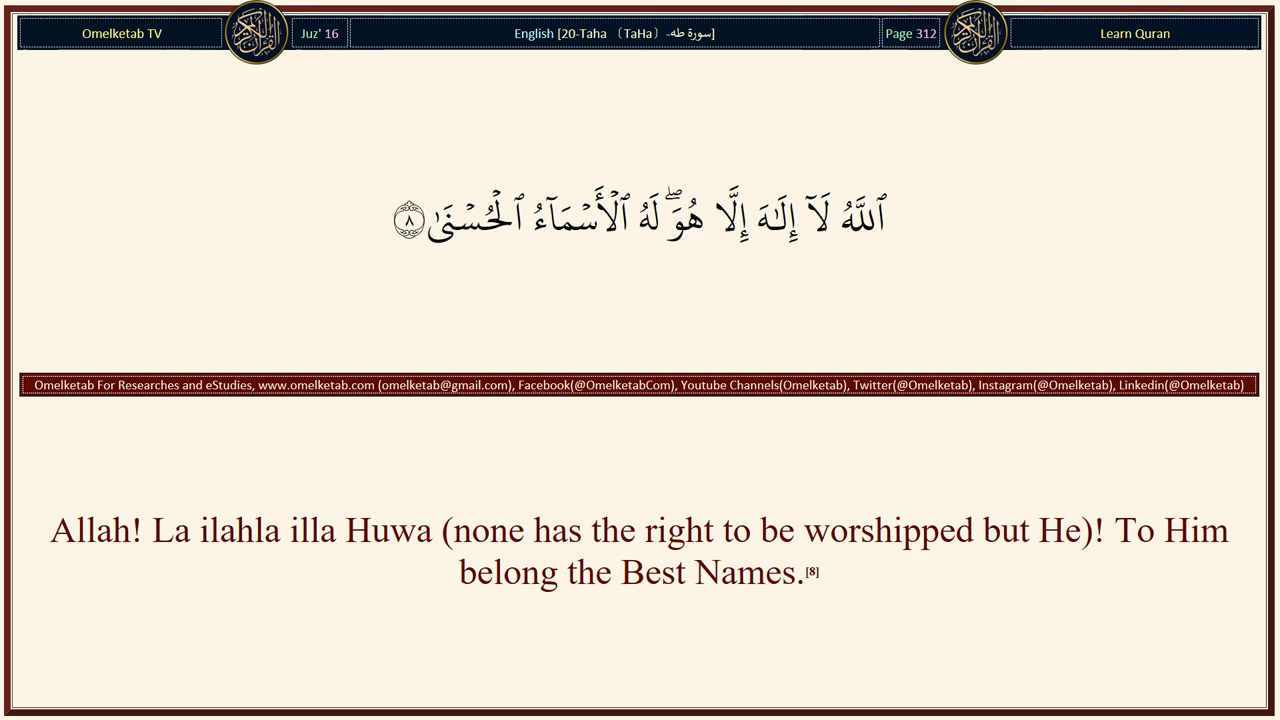 Omelketab TV
Juz' 16
English [20-Taha 〔TaHa〕 -سورة طه]
Page 312
Learn Quran
ٱللَّهُ لَآ إِلَـٰهَ إِلَّا هُوَ ۖ لَهُ ٱلْأَسْمَآءُ ٱلْحُسْنَىٰ ٨
Omelketab For Researches and eStudies, www.omelketab.com (omelketab@gmail.com), Facebook(@OmelketabCom), Youtube Channels(Omelketab), Twitter(@Omelketab), Instagram(@Omelketab), Linkedin(@Omelketab)
Allah! La ilahla illa Huwa (none has the right to be worshipped but He)! To Him
belong the Best Names.[8]